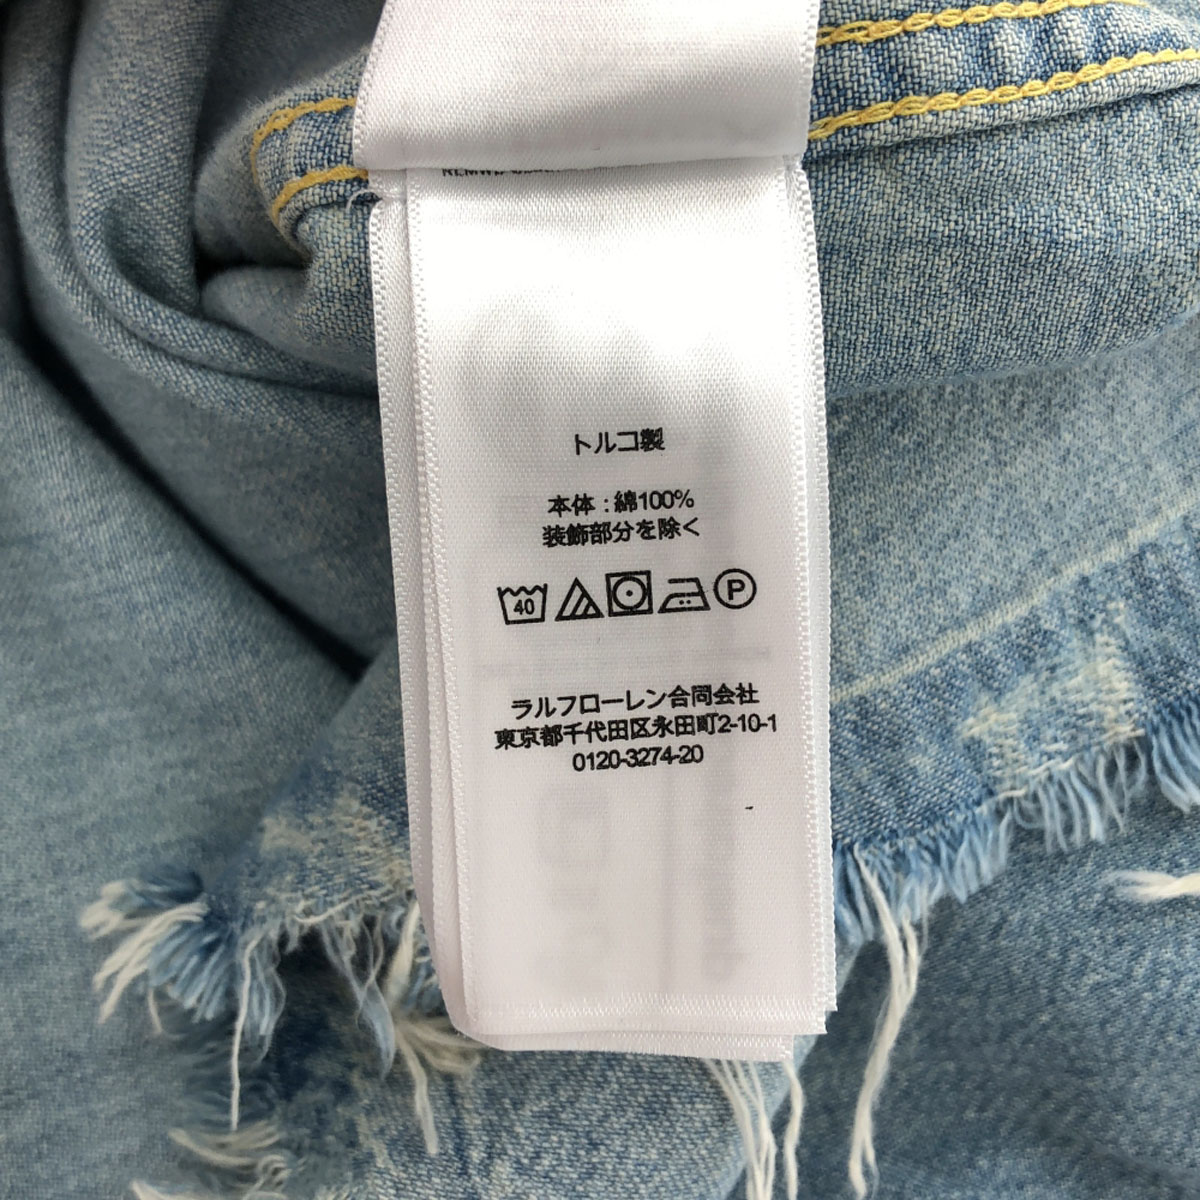 トルコ製
本体：綿100%
装飾部分を除く
40 P
ラルフローレン合同会社
東京都千代田区永田町2-10-1
0120-3274-20